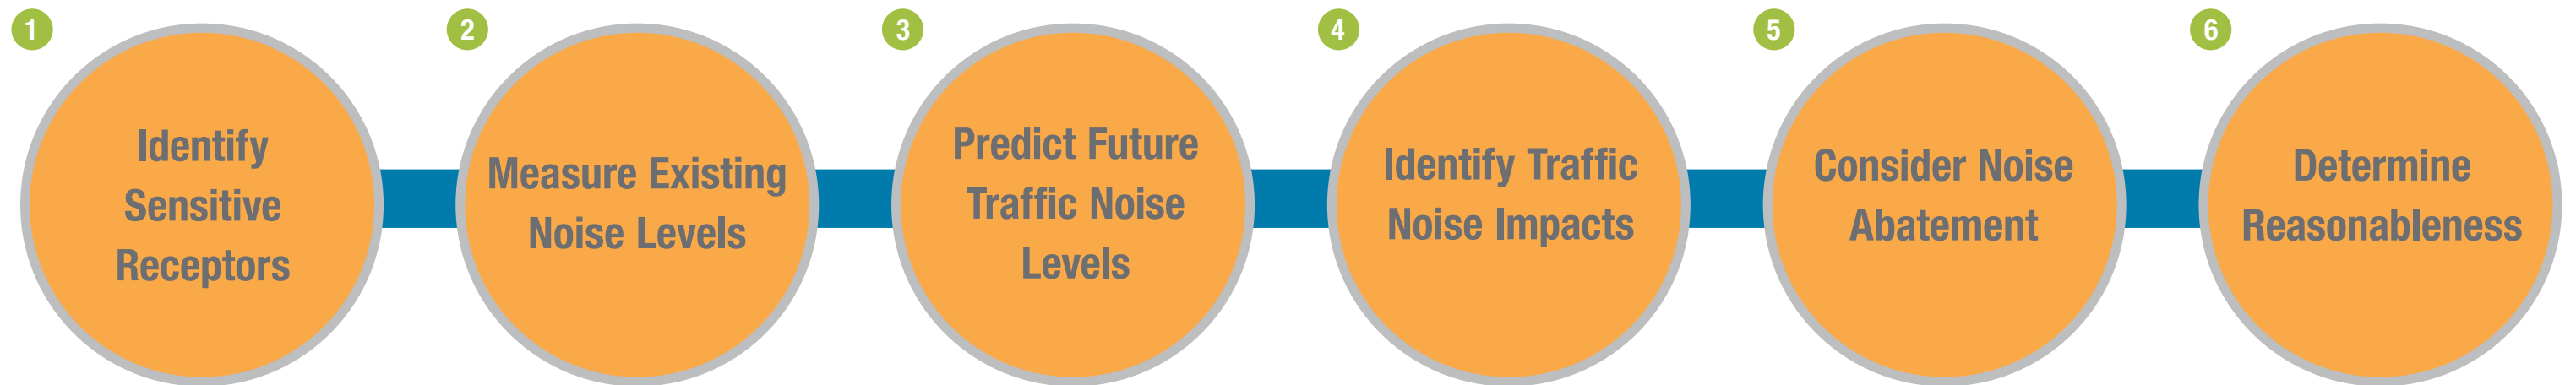 1
Identify
Sensitive
Receptors
2
Measure Existing
Noise Levels
3
Predict Future
Traffic Noise
Levels
4
Identify Traffic
Noise Impacts
5
Consider Noise
Abatement
6
Determine
Reasonableness